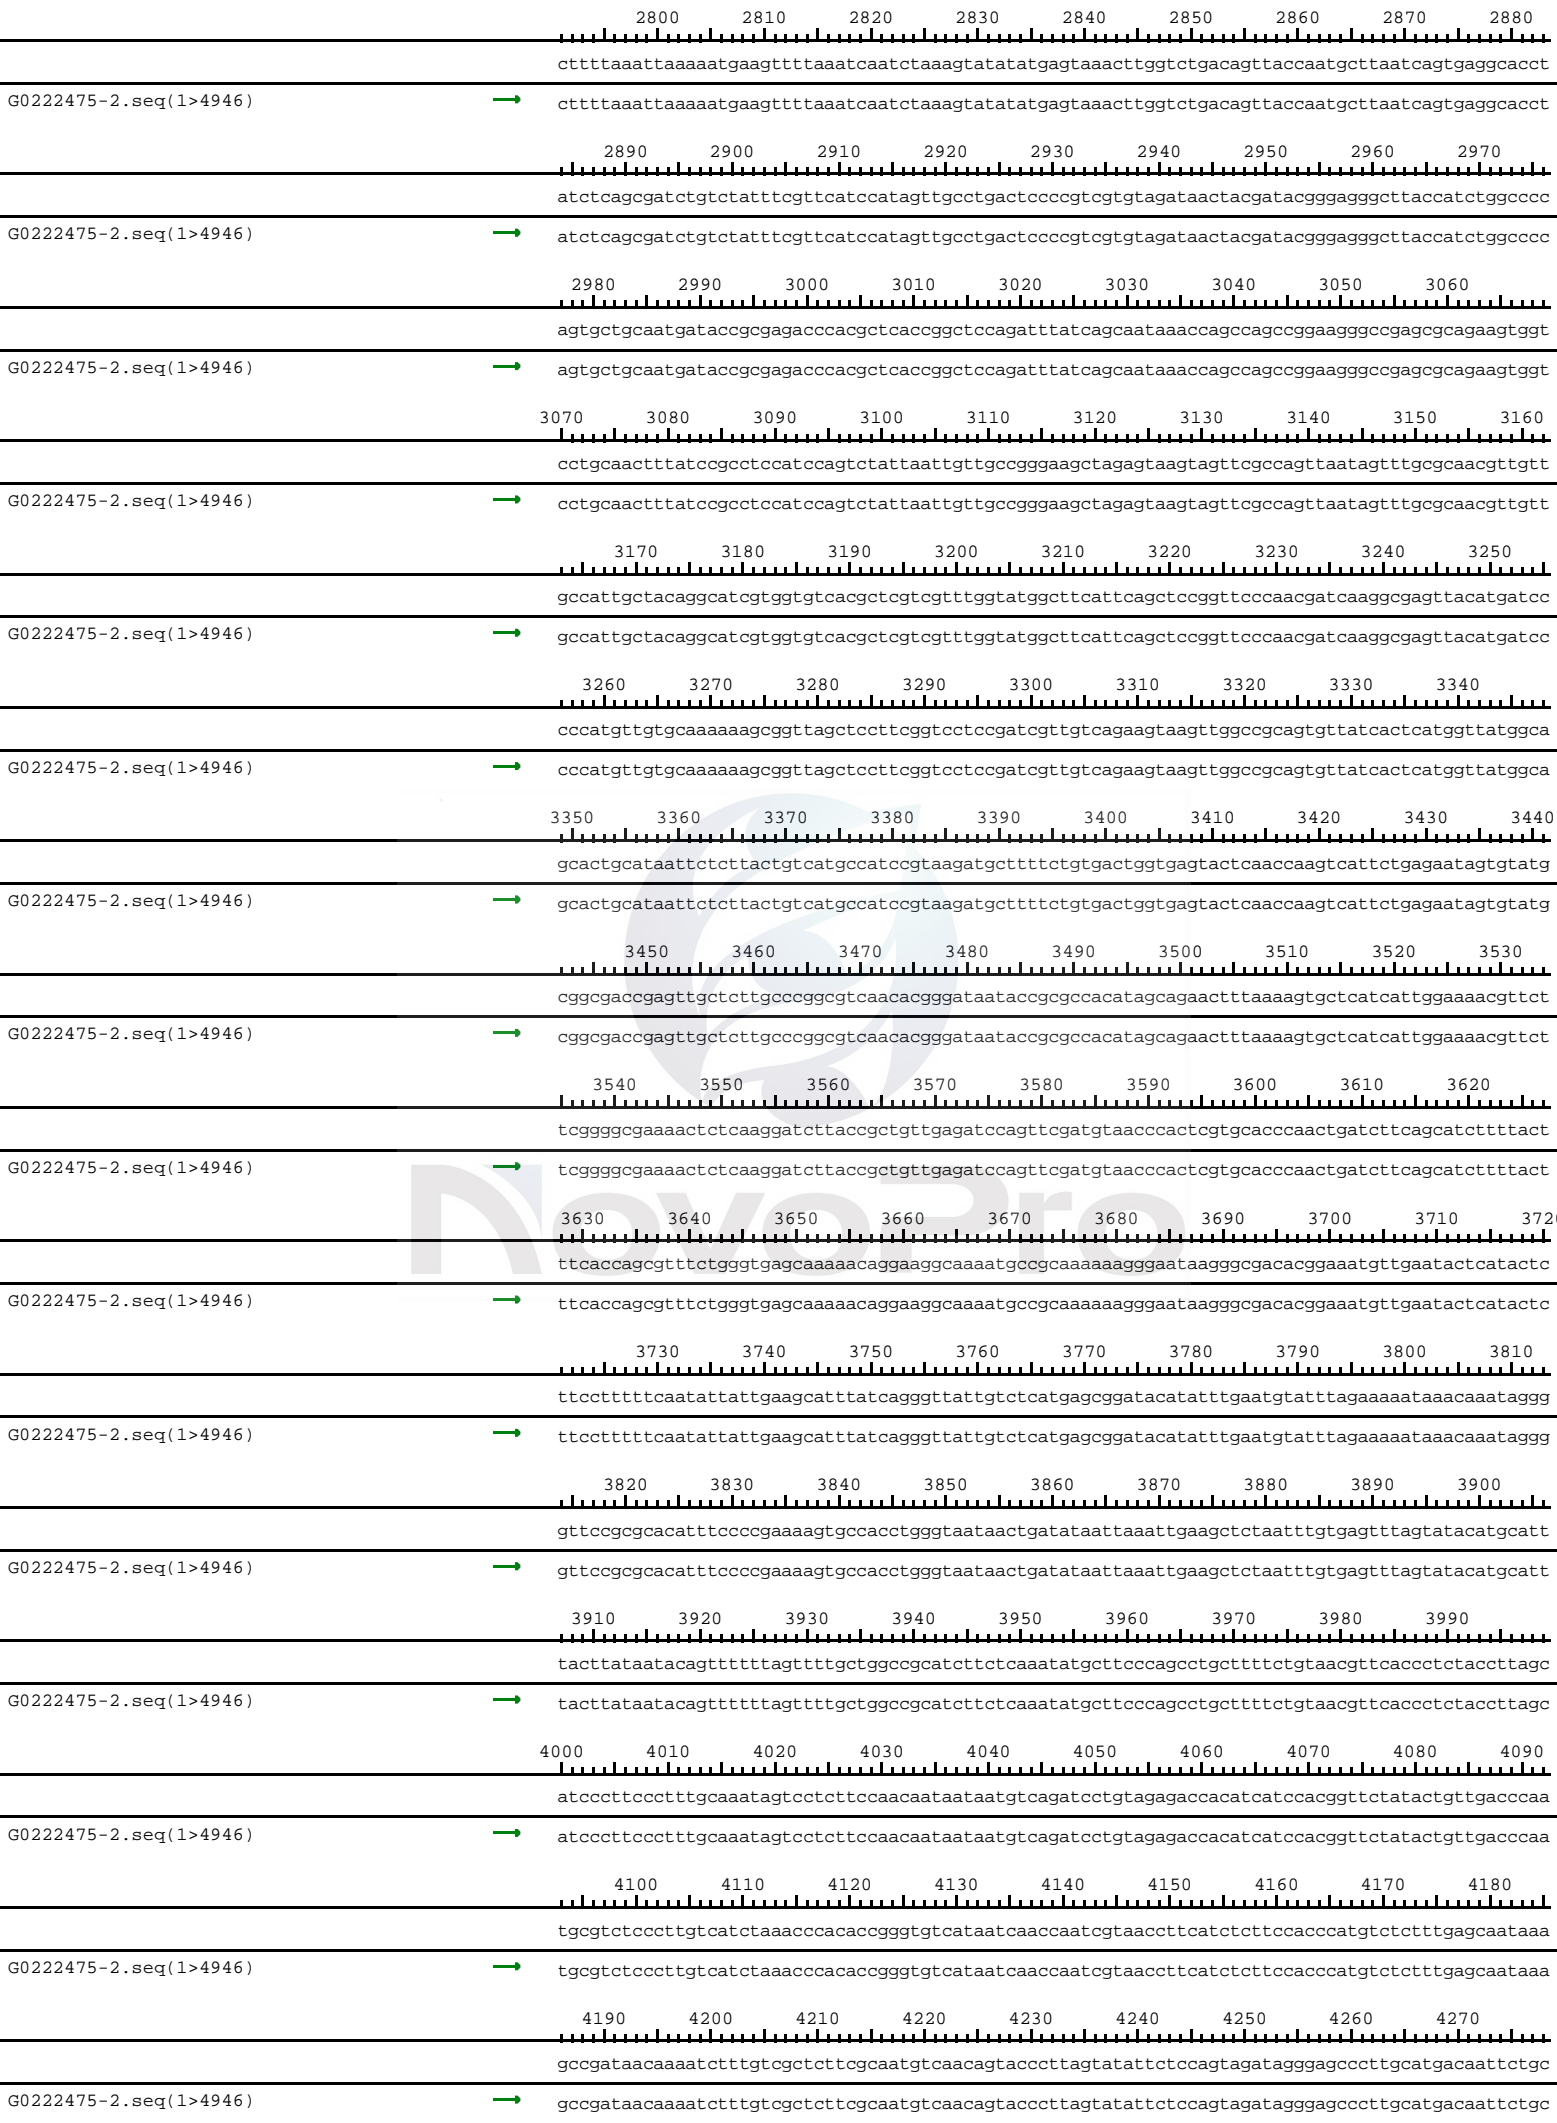 2800 2810 2820 2830 2840 2850 2860 2870 2880
cttttaaattaaaaatgaagttttaaatcaatctaaagtatatatgagtaaacttggtctgacagttaccaatgcttaatcagtgaggcacct
G0222475-2.seq(1>4946) cttttaaattaaaaatgaagttttaaatcaatctaaagtatatatgagtaaacttggtctgacagttaccaatgcttaatcagtgaggcacct
2890 2900 2910 2920 2930 2940 2950 2960 2970
atctcagcgatctgtctatttcgttcatccatagttgcctgactccccgtcgtgtagataactacgatacgggagggcttaccatctggcccc
G0222475-2.seq(1>4946) atctcagcgatctgtctatttcgttcatccatagttgcctgactccccgtcgtgtagataactacgatacgggagggcttaccatctggcccc
2980 2990 3000 3010 3020 3030 3040 3050 3060
agtgctgcaatgataccgcgagacccacgctcaccggctccagatttatcagcaataaaccagccagccggaagggccgagcgcagaagtggt
G0222475-2.seq(1>4946) agtgctgcaatgataccgcgagacccacgctcaccggctccagatttatcagcaataaaccagccagccggaagggccgagcgcagaagtggt
3070 3080 3090 3100 3110 3120 3130 3140 3150 3160
cctgcaactttatccgcctccatccagtctattaattgttgccgggaagctagagtaagtagttcgccagttaatagtttgcgcaacgttgtt
G0222475-2.seq(1>4946) cctgcaactttatccgcctccatccagtctattaattgttgccgggaagctagagtaagtagttcgccagttaatagtttgcgcaacgttgtt
3170 3180 3190 3200 3210 3220 3230 3240 3250
gccattgctacaggcatcgtggtgtcacgctcgtcgtttggtatggcttcattcagctccggttcccaacgatcaaggcgagttacatgatcc
G0222475-2.seq(1>4946) gccattgctacaggcatcgtggtgtcacgctcgtcgtttggtatggcttcattcagctccggttcccaacgatcaaggcgagttacatgatcc
3260 3270 3280 3290 3300 3310 3320 3330 3340
cccatgttgtgcaaaaaagcggttagctccttcggtcctccgatcgttgtcagaagtaagttggccgcagtgttatcactcatggttatggca
G0222475-2.seq(1>4946) cccatgttgtgcaaaaaagcggttagctccttcggtcctccgatcgttgtcagaagtaagttggccgcagtgttatcactcatggttatggca
3350 3360 3370 3380 3390 3400 3410 3420 3430 3440
gcactgcataattctcttactgtcatgccatccgtaagatgcttttctgtgactggtgagtactcaaccaagtcattctgagaatagtgtatg
G0222475-2.seq(1>4946) gcactgcataattctcttactgtcatgccatccgtaagatgcttttctgtgactggtgagtactcaaccaagtcattctgagaatagtgtatg
3450 3460 3470 3480 3490 3500 3510 3520 3530
cggcgaccgagttgctcttgcccggcgtcaacacgggataataccgcgccacatagcagaactttaaaagtgctcatcattggaaaacgttct
G0222475-2.seq(1>4946) cggcgaccgagttgctcttgcccggcgtcaacacgggataataccgcgccacatagcagaactttaaaagtgctcatcattggaaaacgttct
3540 3550 3560 3570 3580 3590 3600 3610 3620
tcggggcgaaaactctcaaggatcttaccgctgttgagatccagttcgatgtaacccactcgtgcacccaactgatcttcagcatcttttact
G0222475-2.seq(1>4946) tcggggcgaaaactctcaaggatcttaccgctgttgagatccagttcgatgtaacccactcgtgcacccaactgatcttcagcatcttttact
NovoPro
3630 3640 3650 3660 3670 3680 3690 3700 3710 3720
ttcaccagcgtttctgggtgagcaaaaacaggaaggcaaaatgccgcaaaaaagggaataagggcgacacggaaatgttgaatactcatactc
G0222475-2.seq(1>4946) ttcaccagcgtttctgggtgagcaaaaacaggaaggcaaaatgccgcaaaaaagggaataagggcgacacggaaatgttgaatactcatactc
3730 3740 3750 3760 3770 3780 3790 3800 3810
ttcctttttcaatattattgaagcatttatcagggttattgtctcatgagcggatacatatttgaatgtatttagaaaaataaacaaataggg
G0222475-2.seq(1>4946) ttcctttttcaatattattgaagcatttatcagggttattgtctcatgagcggatacatatttgaatgtatttagaaaaataaacaaataggg
3820 3830 3840 3850 3860 3870 3880 3890 3900
gttccgcgcacatttccccgaaaagtgccacctgggtaataactgatataattaaattgaagctctaatttgtgagtttagtatacatgcatt
G0222475-2.seq(1>4946) gttccgcgcacatttccccgaaaagtgccacctgggtaataactgatataattaaattgaagctctaatttgtgagtttagtatacatgcatt
3910 3920 3930 3940 3950 3960 3970 3980 3990
tacttataatacagttttttagttttgctggccgcatcttctcaaatatgcttcccagcctgcttttctgtaacgttcaccctctaccttagc
G0222475-2.seq(1>4946) tacttataatacagttttttagttttgctggccgcatcttctcaaatatgcttcccagcctgcttttctgtaacgttcaccctctaccttagc
4000 4010 4020 4030 4040 4050 4060 4070 4080 4090
atcccttccctttgcaaatagtcctcttccaacaataataatgtcagatcctgtagagaccacatcatccacggttctatactgttgacccaa
G0222475-2.seq(1>4946) atcccttccctttgcaaatagtcctcttccaacaataataatgtcagatcctgtagagaccacatcatccacggttctatactgttgacccaa
4100 4110 4120 4130 4140 4150 4160 4170 4180
tgcgtctcccttgtcatctaaacccacaccgggtgtcataatcaaccaatcgtaaccttcatctcttccacccatgtctctttgagcaataaa
G0222475-2.seq(1>4946) tgcgtctcccttgtcatctaaacccacaccgggtgtcataatcaaccaatcgtaaccttcatctcttccacccatgtctctttgagcaataaa
4190 4200 4210 4220 4230 4240 4250 4260 4270
gccgataacaaaatctttgtcgctcttcgcaatgtcaacagtacccttagtatattctccagtagatagggagcccttgcatgacaattctgc
G0222475-2.seq(1>4946) gccgataacaaaatctttgtcgctcttcgcaatgtcaacagtacccttagtatattctccagtagatagggagcccttgcatgacaattctgc